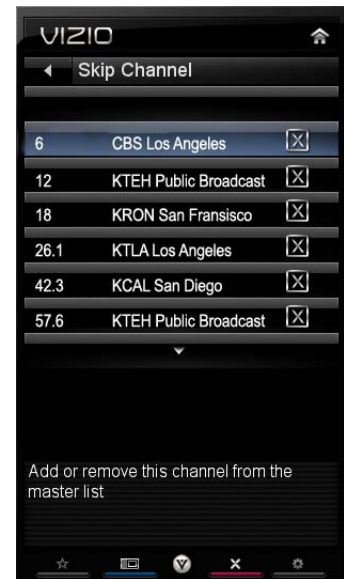 VIZIO
Skip Channel
6 CBS Los Angeles X
12 KTEH Public Broadcast X
18 KRON San Fransisco X
26.1 KTLA Los Angeles X
42.3 KCAL San Diego X
57.6 KTEH Public Broadcast X
Add or remove this channel from the
master list
V X